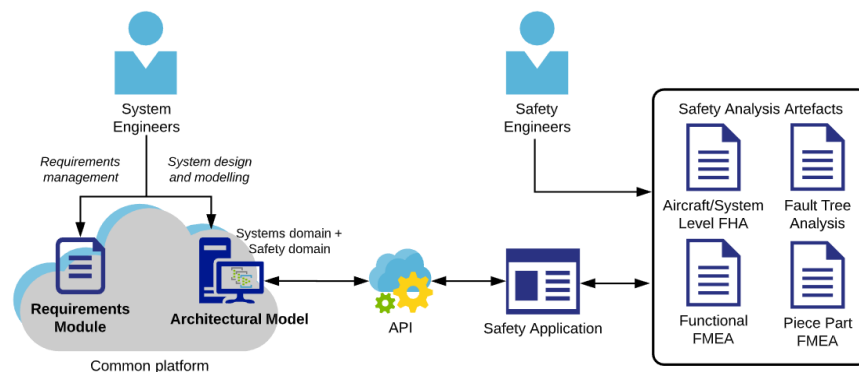 System
Engineers
Safety
Engineers
Requirements
management
System design
and modelling
Systems domain +
Safety domain
Requirements
Module
Architectural Model
Common platform
API
Safety Application
Safety Analysis Artefacts
Aircraft/System
Level FHA
Fault Tree
Analysis
Functional
FMEA
Piece Part
FMEA